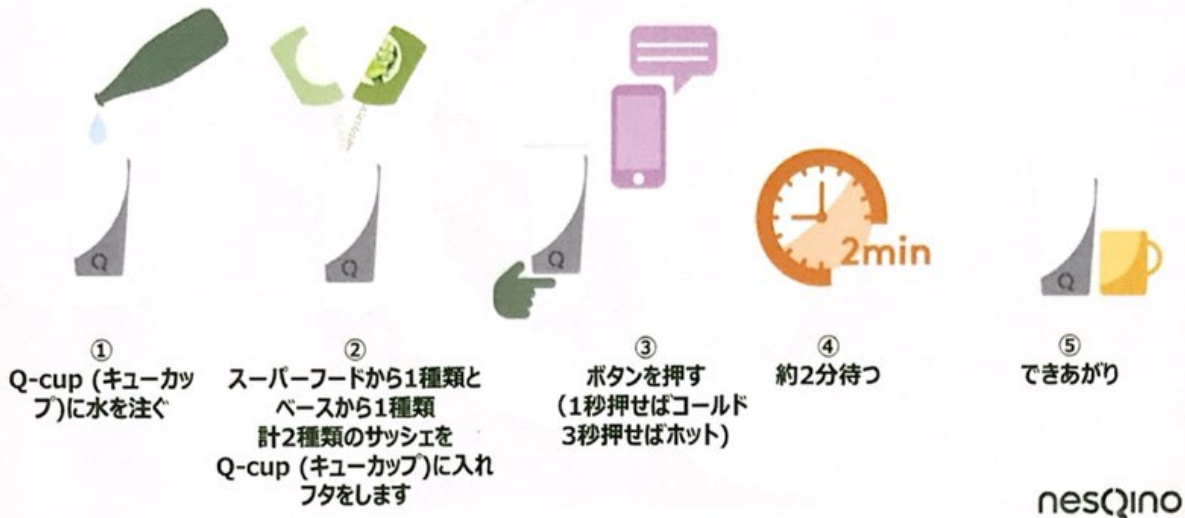 Q
Q
Q
2min
Q
①
Q-cup (キューカッ
プ)に水を注ぐ
②
スーパーフードから1種類と
ベースから1種類
計2種類のサッシェを
Q-cup (キューカップ)に入れ
フタをします
③
ボタンを押す
(1秒押せばコールド
3秒押せばホット)
④
約2分待つ
⑤
できあがり
nesQino